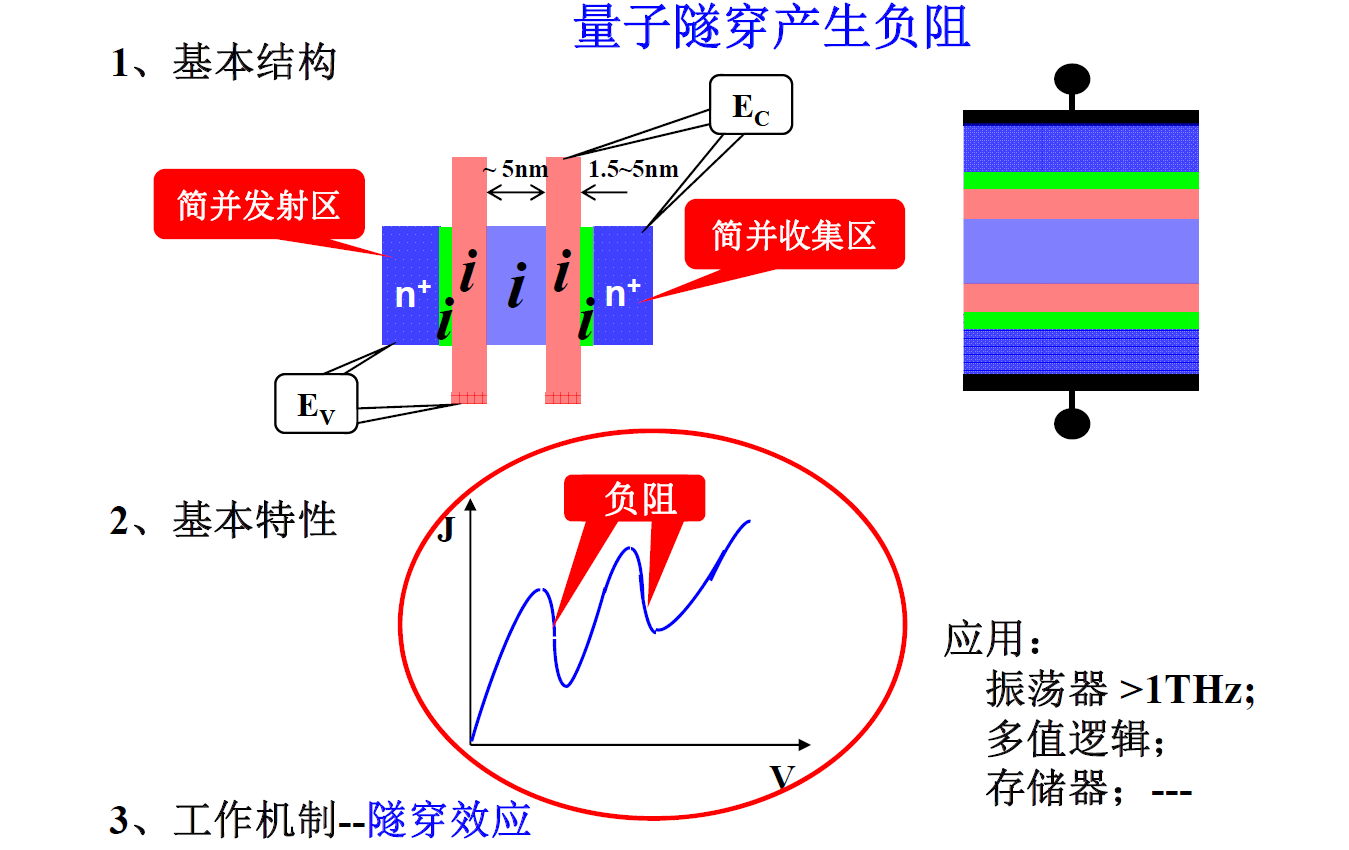 量子隧穿产生负阻
1、基本结构
E_C
~ 5nm
1.5~5nm
简并发射区
简并收集区
n⁺
i
i
i
i
i
n⁺
E_V
2、基本特性
负阻
J
V
应用：
振荡器 >1THz;
多值逻辑；
存储器；---
3、工作机制--隧穿效应